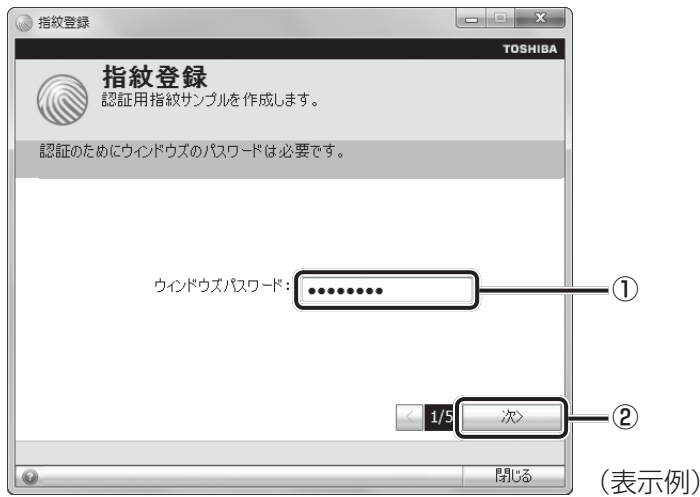 指紋登録
TOSHIBA
指紋登録
認証用指紋サンプルを作成します。
認証のためにウィンドウズのパスワードは必要です。
ウィンドウズパスワード： ●●●●●●●●
①
< 1/5 次>
②
? 閉じる
（表示例）